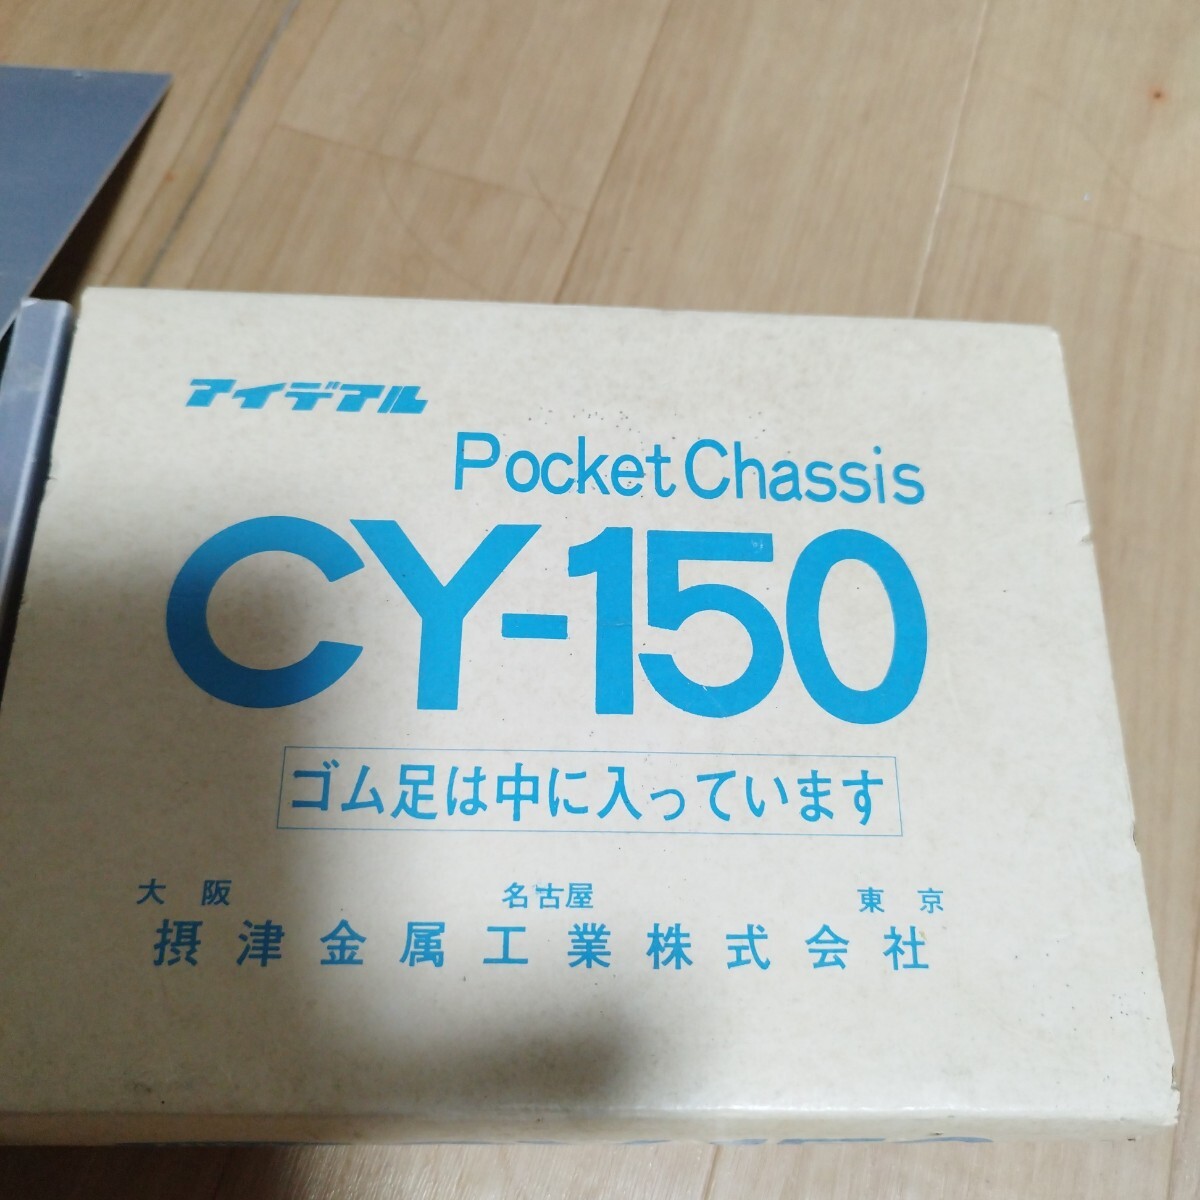 アイデアル
Pocket Chassis
CY-150
ゴム足は中に入っています
大阪 名古屋 東京
摂津金属工業株式会社